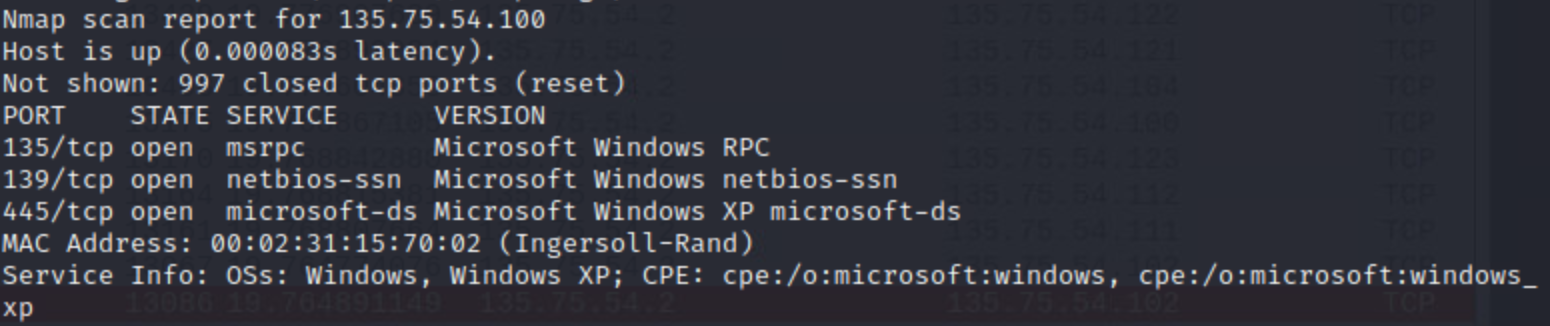 Nmap scan report for 135.75.54.100
Host is up (0.000083s latency).
Not shown: 997 closed tcp ports (reset)
PORT    STATE SERVICE      VERSION
135/tcp open  msrpc        Microsoft Windows RPC
139/tcp open  netbios-ssn  Microsoft Windows netbios-ssn
445/tcp open  microsoft-ds Microsoft Windows XP microsoft-ds
MAC Address: 00:02:31:15:70:02 (Ingersoll-Rand)
Service Info: OSs: Windows, Windows XP; CPE: cpe:/o:microsoft:windows, cpe:/o:microsoft:windows_
xp